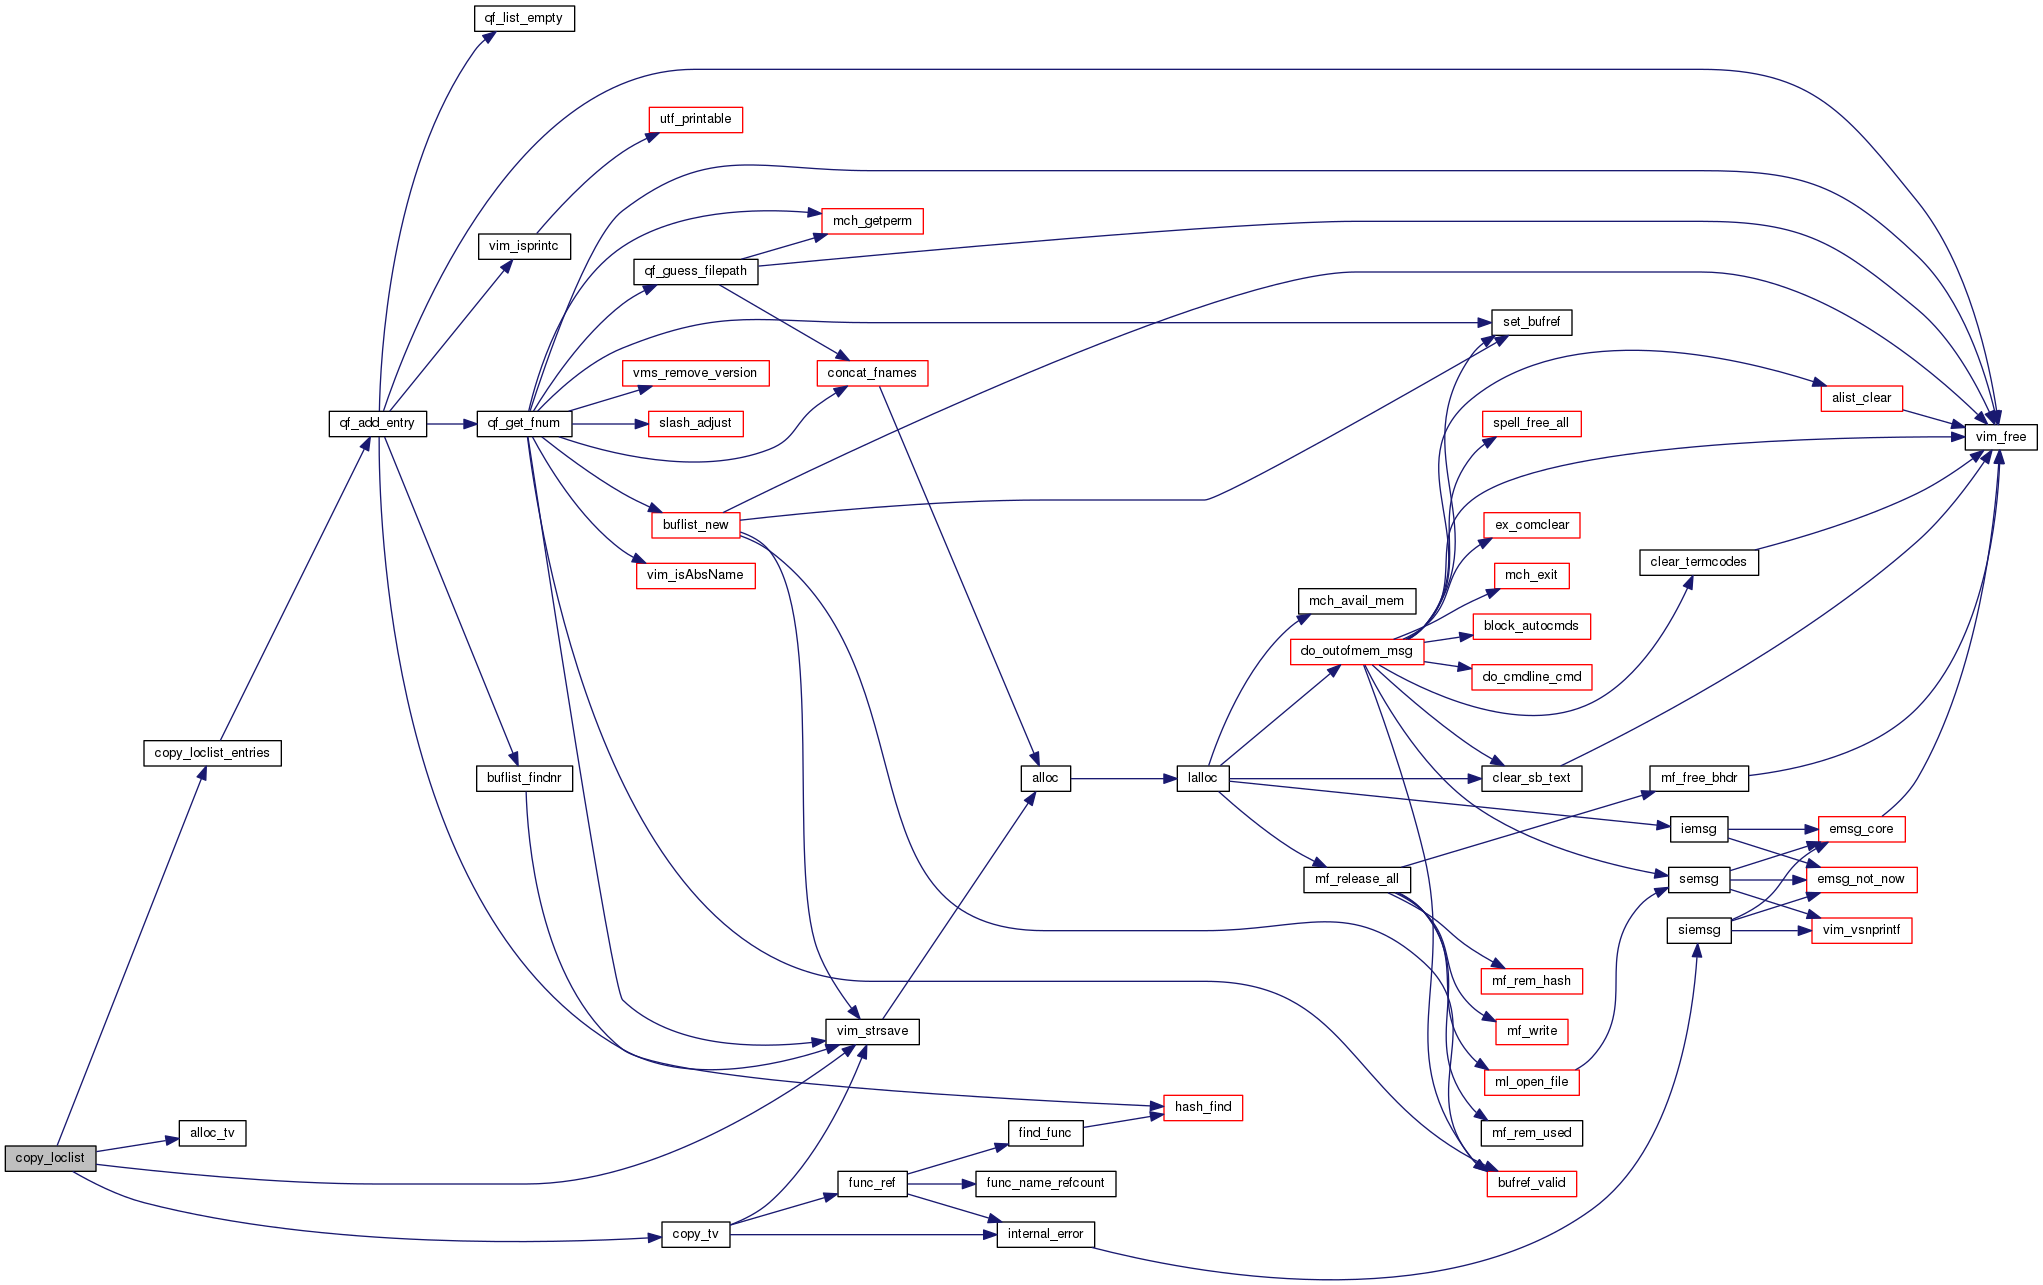 qf_list_empty
utf_printable
mch_getperm
vim_isprintc
qf_guess_filepath
set_bufref
vms_remove_version
concat_fnames
alist_clear
qf_add_entry
qf_get_fnum
slash_adjust
spell_free_all
vim_free
buflist_new
ex_comclear
clear_termcodes
vim_isAbsName
mch_exit
mch_avail_mem
block_autocmds
do_outofmem_msg
do_cmdline_cmd
copy_loclist_entries
buflist_findnr
alloc
lalloc
clear_sb_text
mf_free_bhdr
iemsg
emsg_core
mf_release_all
semsg
emsg_not_now
siemsg
vim_vsnprintf
mf_rem_hash
vim_strsave
mf_write
ml_open_file
hash_find
alloc_tv
find_func
mf_rem_used
copy_loclist
func_ref
func_name_refcount
bufref_valid
copy_tv
internal_error